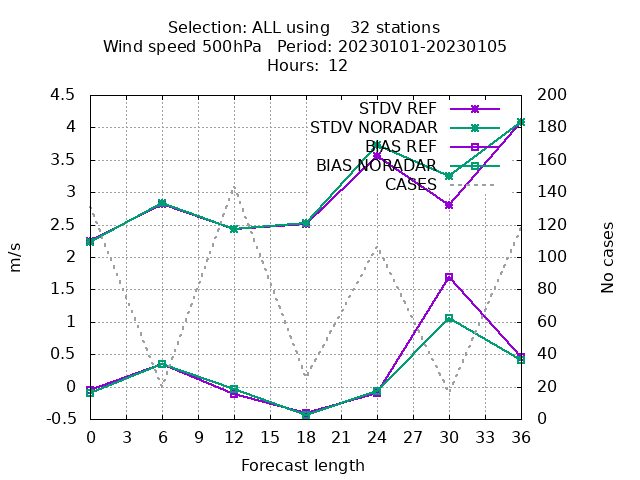 Selection: ALL using    32 stations
Wind speed 500hPa   Period: 20230101-20230105
Hours:  12
STDV REF
STDV NORADAR
BIAS REF
BIAS NORADAR
CASES
4.5
4
3.5
3
2.5
2
1.5
1
0.5
0
-0.5
m/s
200
180
160
140
120
100
80
60
40
20
0
No cases
0 3 6 9 12 15 18 21 24 27 30 33 36
Forecast length